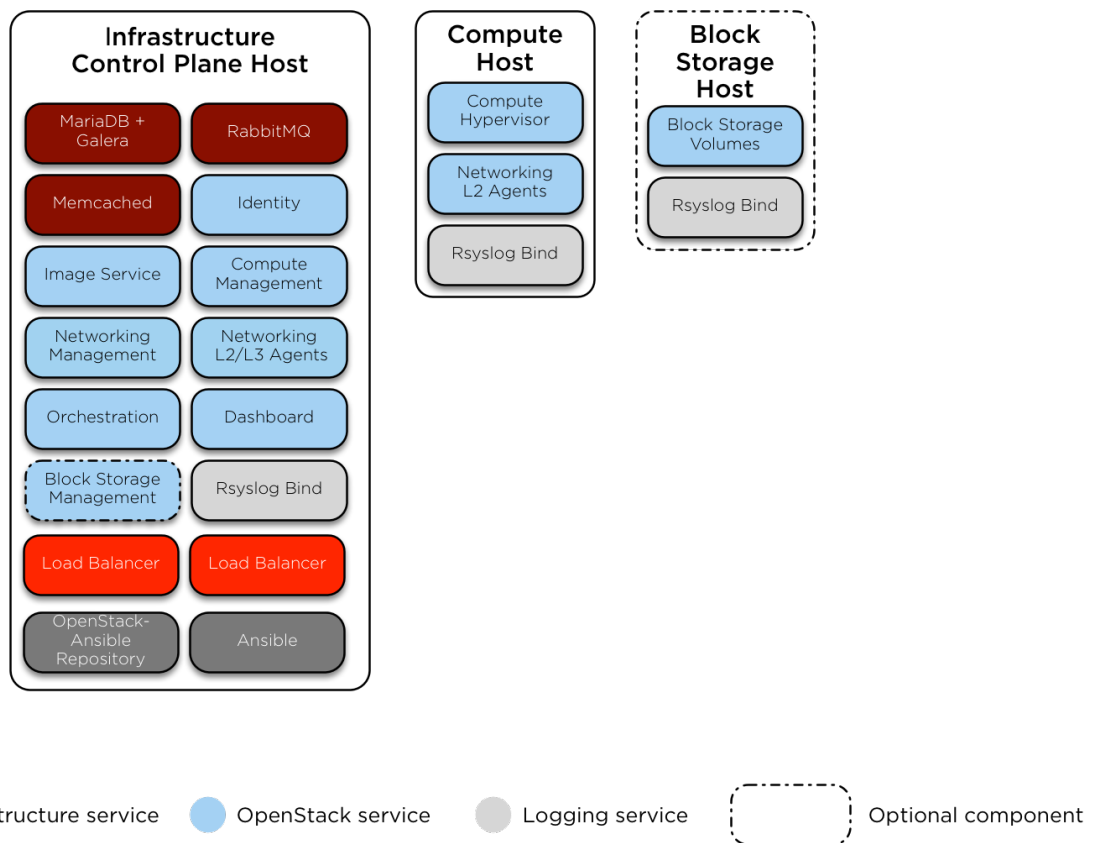 Infrastructure
Control Plane Host
MariaDB +
Galera
RabbitMQ
Memcached
Identity
Image Service
Compute
Management
Networking
Management
Networking
L2/L3 Agents
Orchestration
Dashboard
Block Storage
Management
Rsyslog Bind
Load Balancer
Load Balancer
OpenStack-
Ansible
Repository
Ansible
Compute
Host
Compute
Hypervisor
Networking
L2 Agents
Rsyslog Bind
Block
Storage
Host
Block Storage
Volumes
Rsyslog Bind
structure service
OpenStack service
Logging service
Optional component